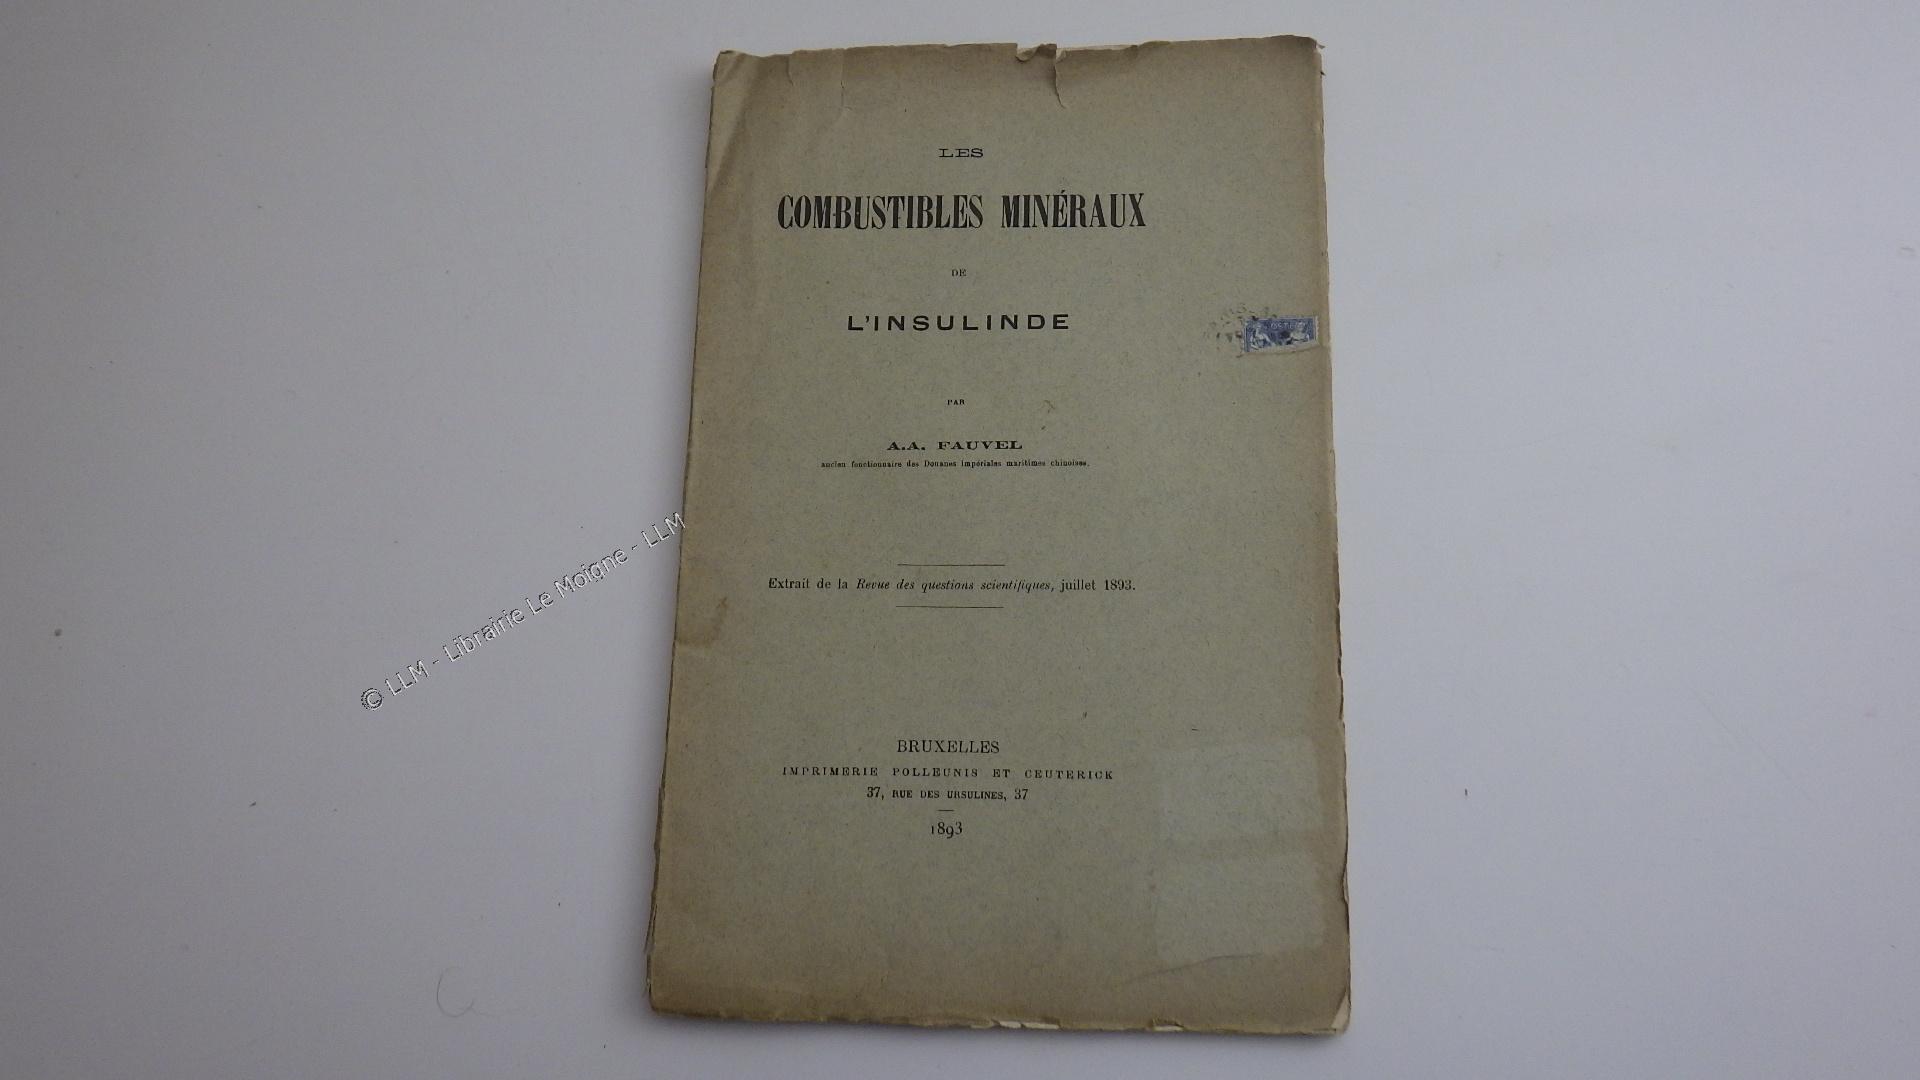 LES
COMBUSTIBLES MINÉRAUX
DE
L'INSULINDE
PAR
A.A. FAUVEL
ancien fonctionnaire des Douanes Impériales maritimes chinoises.
Extrait de la Revue des questions scientifiques, juillet 1893.
BRUXELLES
IMPRIMERIE POLLEUNIS ET CEUTERICK
37, RUE DES URSULINES, 37
1893
© LLM - Librairie Le Moigne - LLM